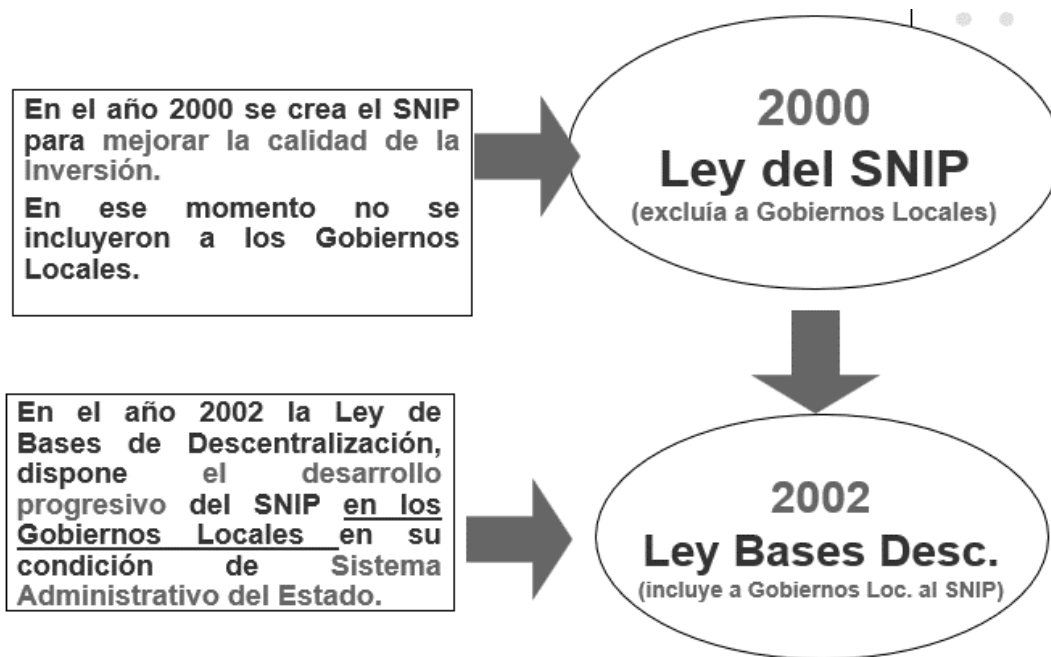 En el año 2000 se crea el SNIP
para mejorar la calidad de la
Inversión.
En ese momento no se
incluyeron a los Gobiernos
Locales.
2000
Ley del SNIP
(excluía a Gobiernos Locales)
En el año 2002 la Ley de
Bases de Descentralización,
dispone el desarrollo
progresivo del SNIP en los
Gobiernos Locales en su
condición de Sistema
Administrativo del Estado.
2002
Ley Bases Desc.
(incluye a Gobiernos Loc. al SNIP)